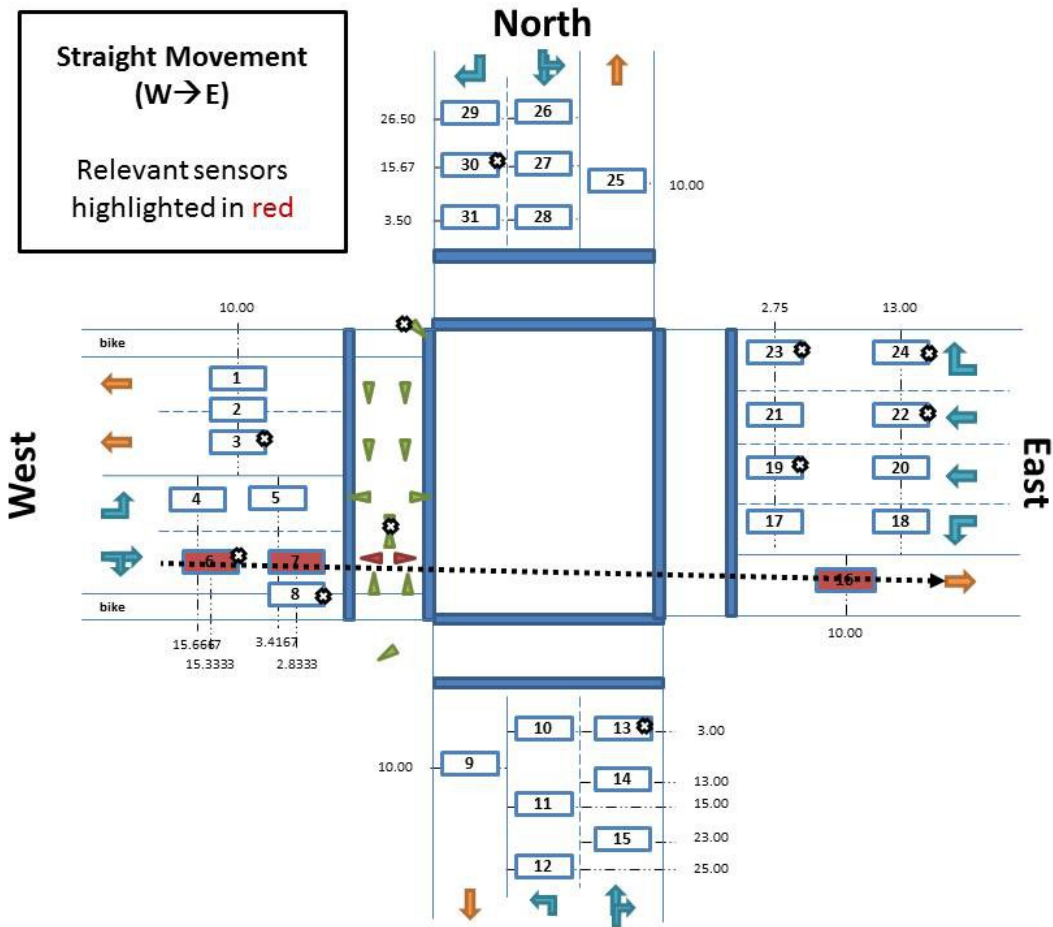 North
Straight Movement
(W→E)
Relevant sensors
highlighted in red
29 26
26.50
15.67 30 27
25 10.00
3.50 31 28
10.00 2.75 13.00
bike
23 24
1
2
21 22
3
West
East
19 20
4 5
17 18
6 7
16
8
bike
10.00
15.6667 3.4167
15.3333 2.8333
10 13 3.00
10.00 9
14 13.00
11 15.00
15 23.00
12 25.00